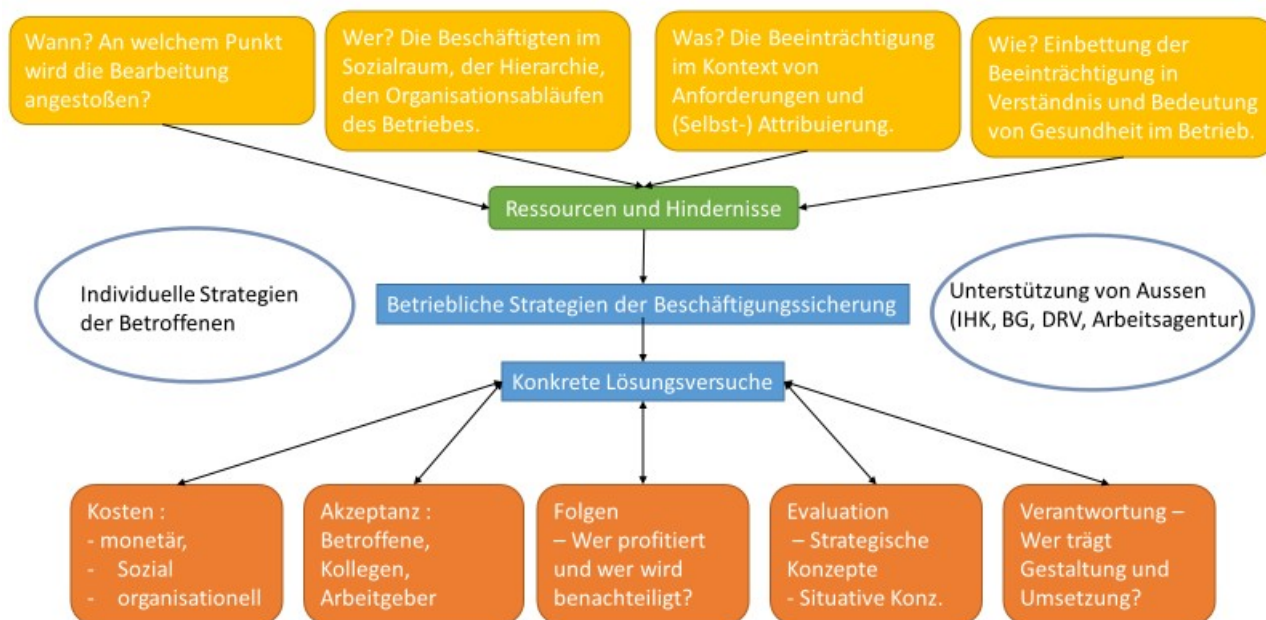 Wann? An welchem Punkt
wird die Bearbeitung
angestoßen?
Wer? Die Beschäftigten im
Sozialraum, der Hierarchie,
den Organisationsabläufen
des Betriebes.
Was? Die Beeinträchtigung
im Kontext von
Anforderungen und
(Selbst-) Attribuierung.
Wie? Einbettung der
Beeinträchtigung in
Verständnis und Bedeutung
von Gesundheit im Betrieb.
Ressourcen und Hindernisse
Individuelle Strategien
der Betroffenen
Betriebliche Strategien der Beschäftigungssicherung
Unterstützung von Aussen
(IHK, BG, DRV, Arbeitsagentur)
Konkrete Lösungsversuche
Kosten :
- monetär,
- Sozial
- organisationell
Akzeptanz :
Betroffene,
Kollegen,
Arbeitgeber
Folgen
– Wer profitiert
und wer wird
benachteiligt?
Evaluation
– Strategische
Konzepte
- Situative Konz.
Verantwortung –
Wer trägt
Gestaltung und
Umsetzung?